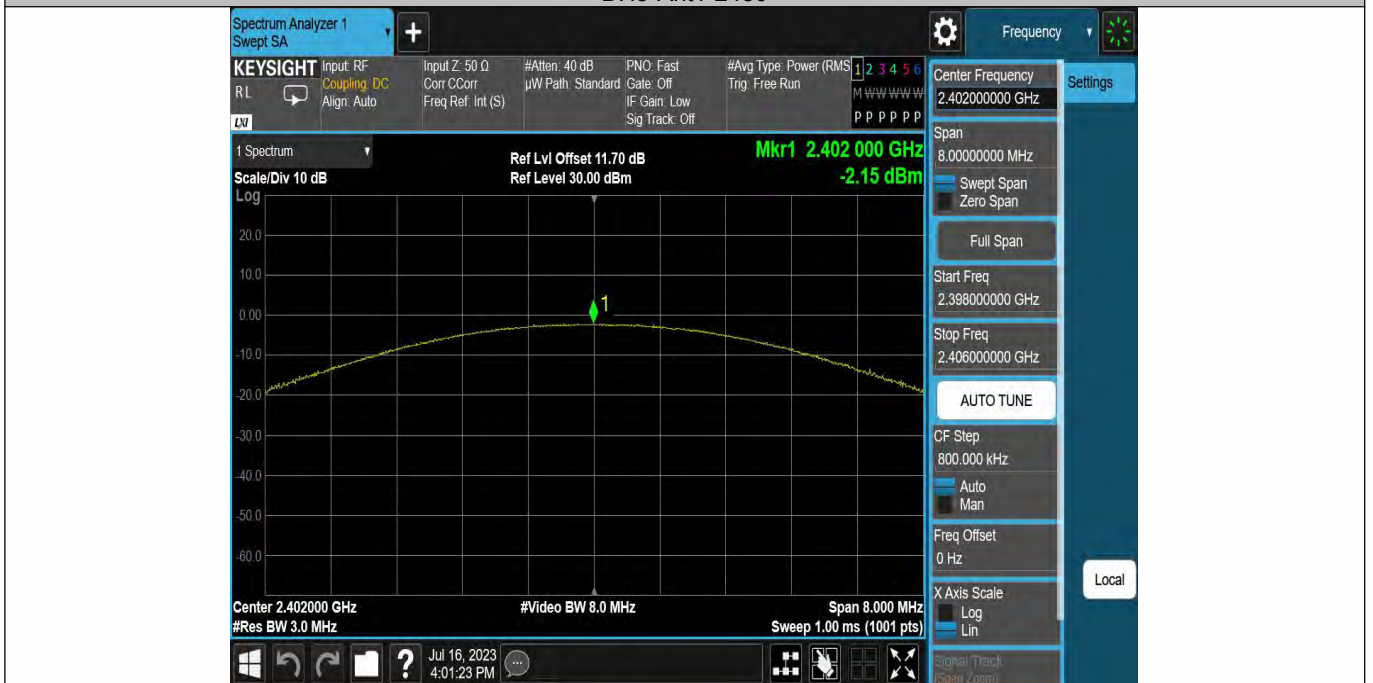 Spectrum Analyzer 1
Swept SA
Frequency
KEYSIGHT
RL
LXI
Input: RF
Coupling: DC
Align: Auto
Input Z: 50 Ω
Corr CCorr
Freq Ref: Int (S)
#Atten: 40 dB
µW Path: Standard
PNO: Fast
Gate: Off
IF Gain: Low
Sig Track: Off
#Avg Type: Power (RMS
Trig: Free Run
1 2 3 4 5 6
M W W W W W
P P P P P P
1 Spectrum
Scale/Div 10 dB
Log
Ref Lvl Offset 11.70 dB
Ref Level 30.00 dBm
Mkr1 2.402 000 GHz
-2.15 dBm
1
20.0
10.0
0.00
-10.0
-20.0
-30.0
-40.0
-50.0
-60.0
Center 2.402000 GHz
#Res BW 3.0 MHz
#Video BW 8.0 MHz
Span 8.000 MHz
Sweep 1.00 ms (1001 pts)
Jul 16, 2023
4:01:23 PM
Center Frequency
2.402000000 GHz
Settings
Span
8.00000000 MHz
Swept Span
Zero Span
Full Span
Start Freq
2.398000000 GHz
Stop Freq
2.406000000 GHz
AUTO TUNE
CF Step
800.000 kHz
Auto
Man
Freq Offset
0 Hz
X Axis Scale
Log
Lin
Local
Signal Track
(Span Zoom)